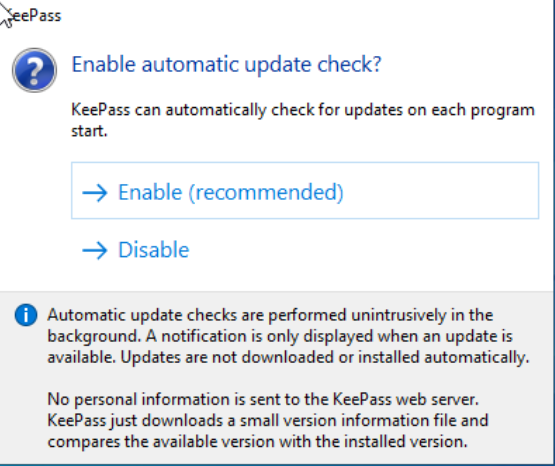 KeePass
Enable automatic update check?
KeePass can automatically check for updates on each program
start.
→ Enable (recommended)
→ Disable
Automatic update checks are performed unintrusively in the
background. A notification is only displayed when an update is
available. Updates are not downloaded or installed automatically.
No personal information is sent to the KeePass web server.
KeePass just downloads a small version information file and
compares the available version with the installed version.